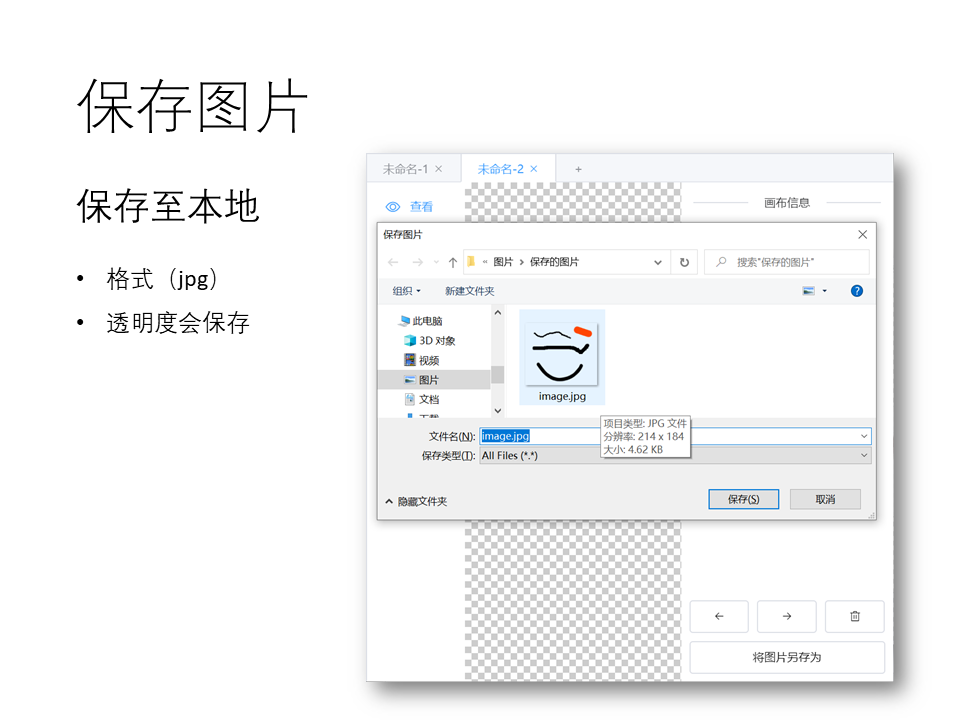 保存图片
保存至本地
• 格式（jpg）
• 透明度会保存
未命名-1 × 未命名-2 × +
查看
画布信息
保存图片
« 图片 › 保存的图片
搜索"保存的图片"
组织 新建文件夹
此电脑
3D 对象
视频
图片
文档
image.jpg
文件名(N): image.jpg
保存类型(T): All Files (*.*)
项目类型: JPG 文件
分辨率: 214 x 184
大小: 4.62 KB
隐藏文件夹
保存(S) 取消
将图片另存为